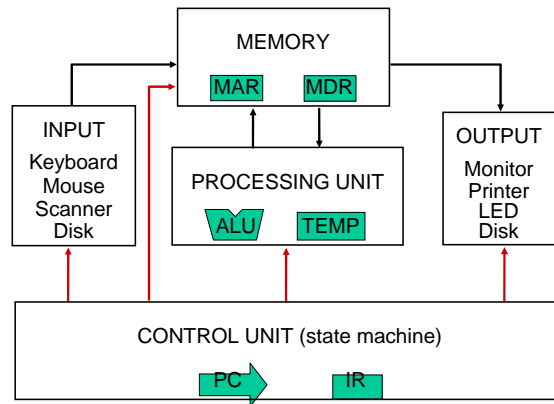 MEMORY
MAR MDR
INPUT
Keyboard
Mouse
Scanner
Disk
PROCESSING UNIT
ALU TEMP
OUTPUT
Monitor
Printer
LED
Disk
CONTROL UNIT (state machine)
PC IR